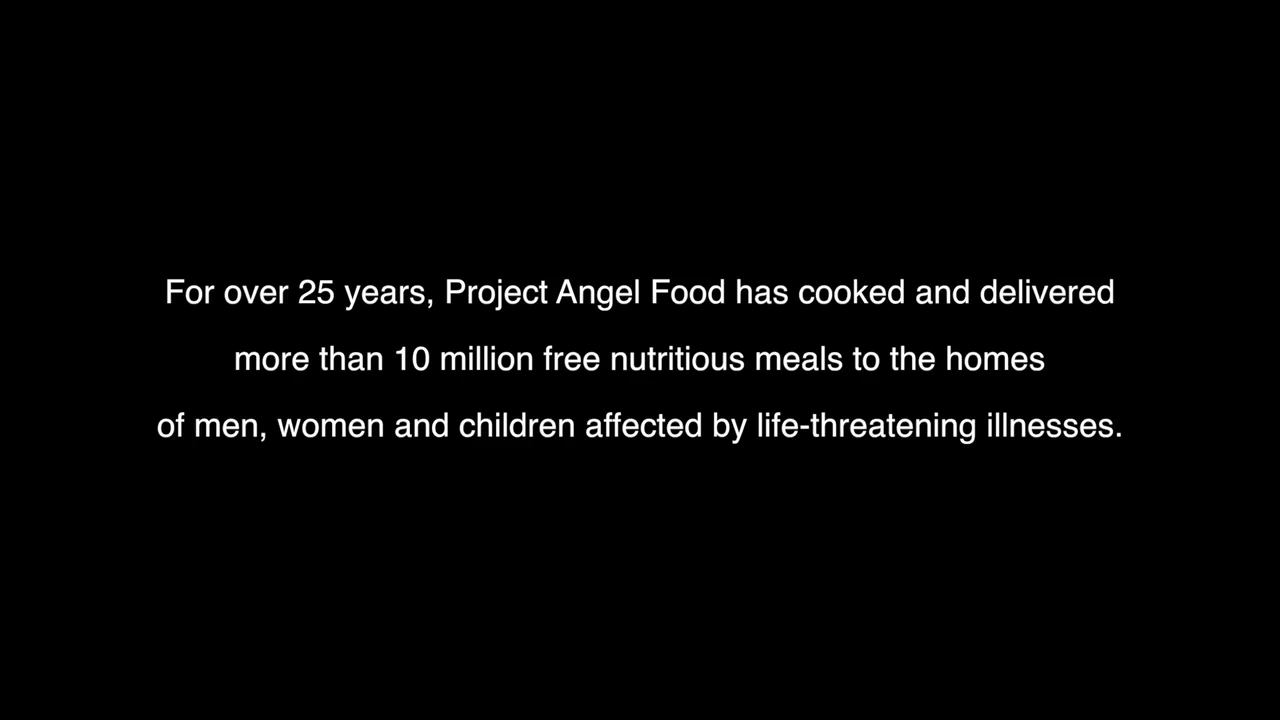 For over 25 years, Project Angel Food has cooked and delivered
more than 10 million free nutritious meals to the homes
of men, women and children affected by life-threatening illnesses.